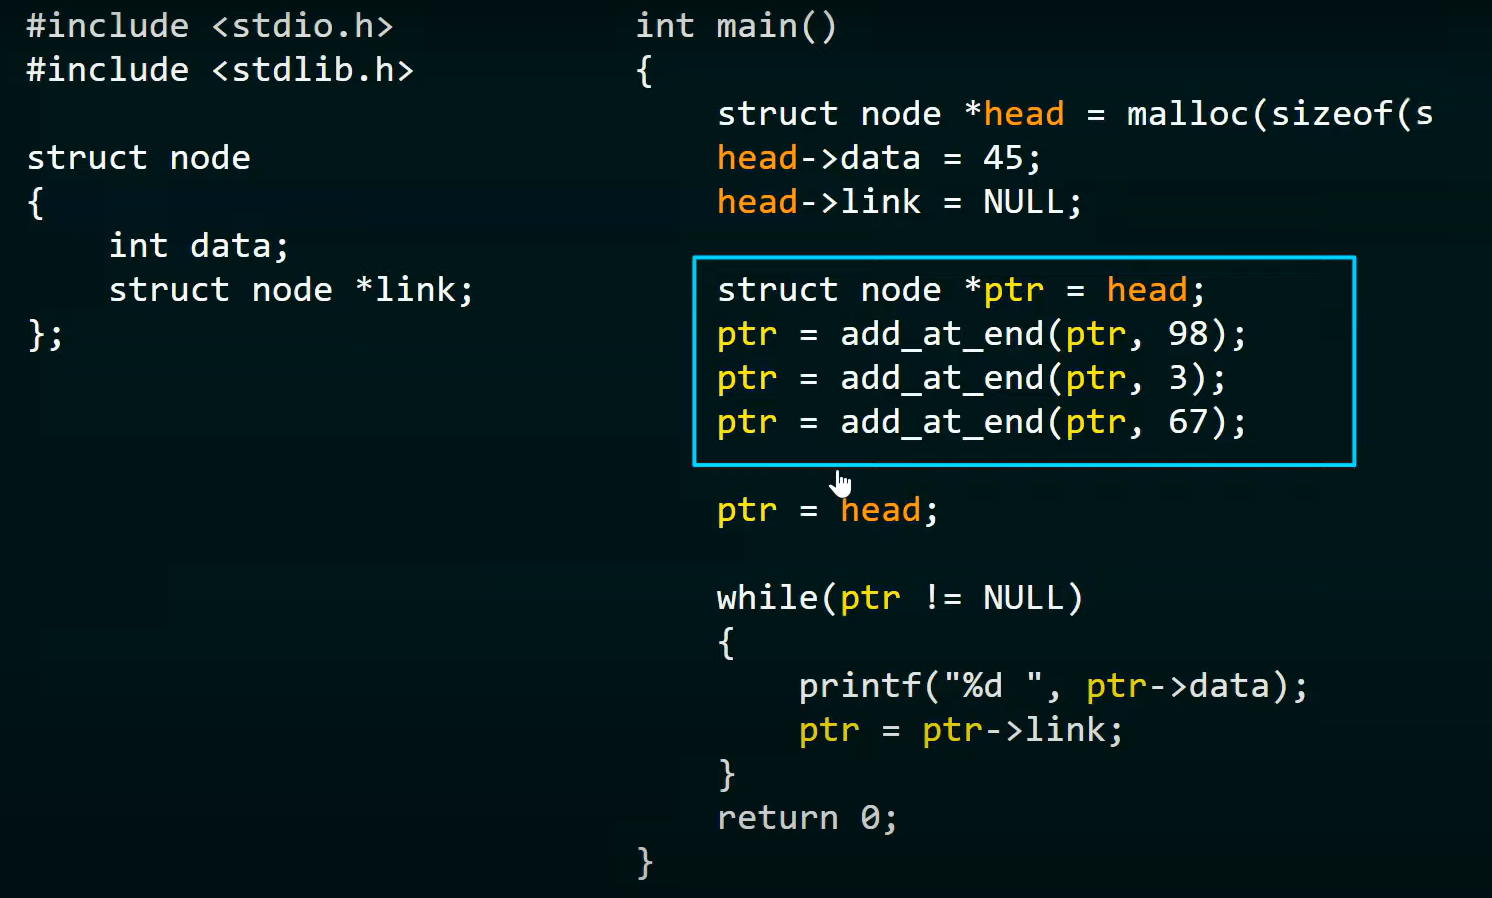 #include <stdio.h>
#include <stdlib.h>
struct node
{
    int data;
    struct node *link;
};
int main()
{
    struct node *head = malloc(sizeof(s
    head->data = 45;
    head->link = NULL;
    struct node *ptr = head;
    ptr = add_at_end(ptr, 98);
    ptr = add_at_end(ptr, 3);
    ptr = add_at_end(ptr, 67);
    ptr = head;
    while(ptr != NULL)
    {
        printf("%d ", ptr->data);
        ptr = ptr->link;
    }
    return 0;
}